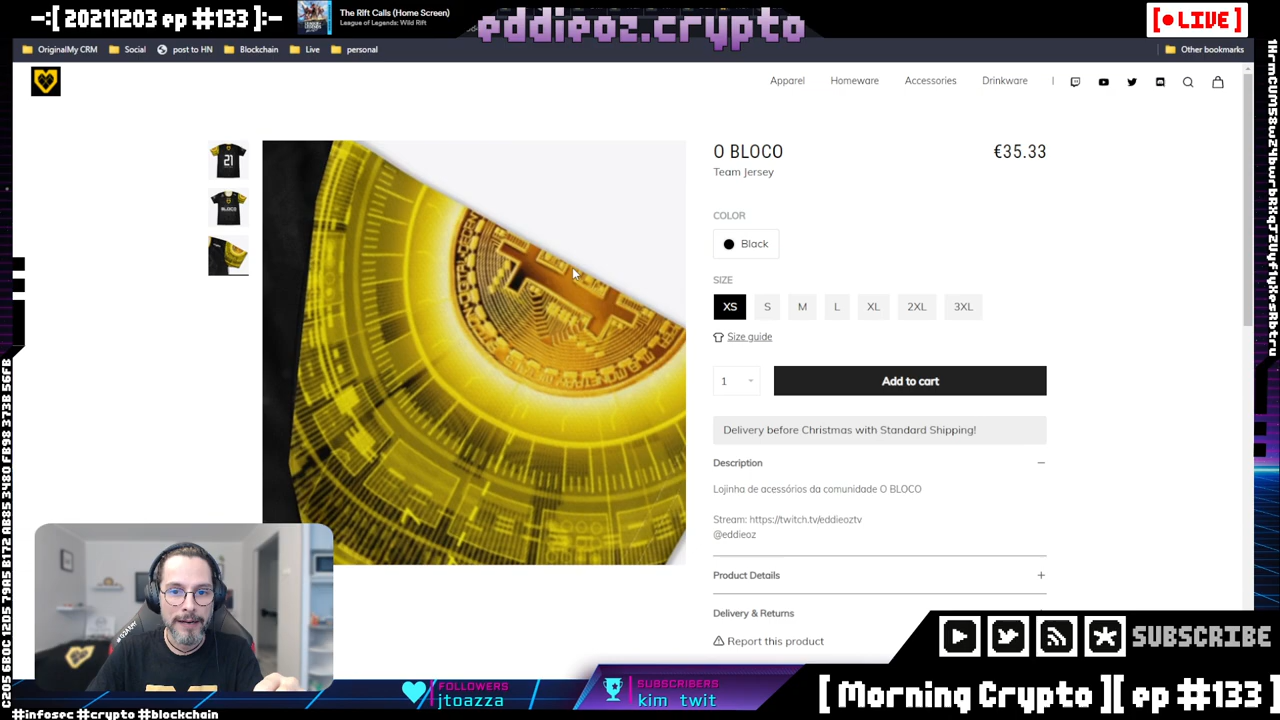 -:[ 20211203 ep #133 ]:-
The Rift Calls (Home Screen)
League of Legends: Wild Rift
eddieoz.crypto
[ LIVE ]
OriginalMy CRM
Social
post to HN
Blockchain
Live
personal
Other bookmarks
Apparel
Homeware
Accessories
Drinkware
O BLOCO
€35.33
Team Jersey
COLOR
Black
SIZE
XS
S
M
L
XL
2XL
3XL
Size guide
1
Add to cart
Delivery before Christmas with Standard Shipping!
Description
Lojinha de acessórios da comunidade O BLOCO
Stream: https://twitch.tv/eddieoztv
@eddieoz
Product Details
Delivery & Returns
Report this product
21
BLOCO
SUBSCRIBE
FOLLOWERS
jtoazza
SUBSCRIBERS
kim twit
[ Morning Crypto ][ ep #133 ]
#infosec #crypto #blockchain